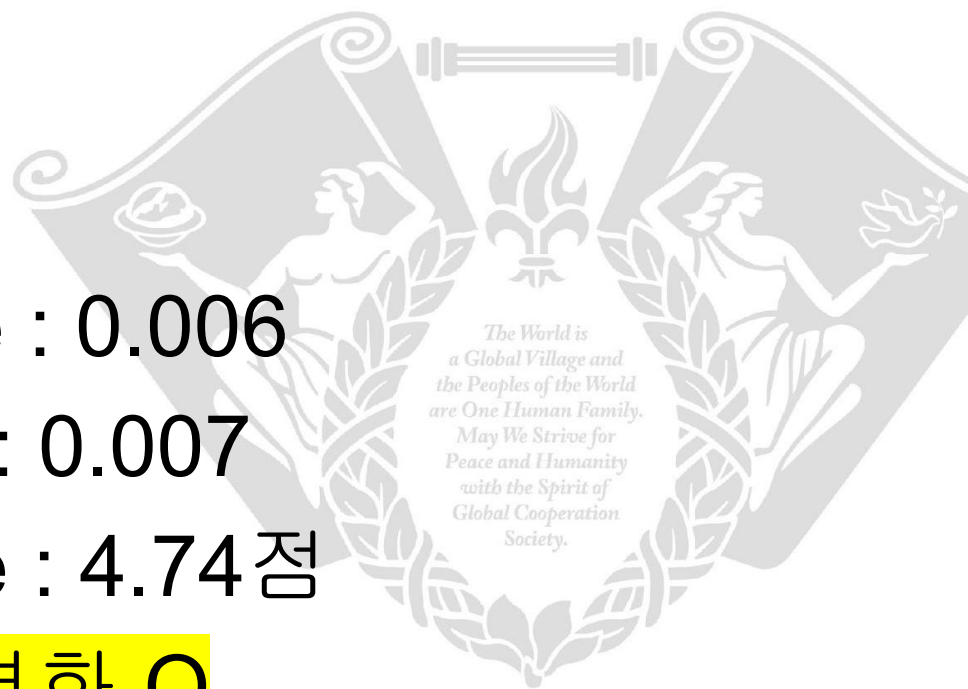 The World is
a Global Village and
the Peoples of the World
are One Human Family.
May We Strive for
Peace and Humanity
with the Spirit of
Global Cooperation
Society.
: 0.006
: 0.007
: 4.74점